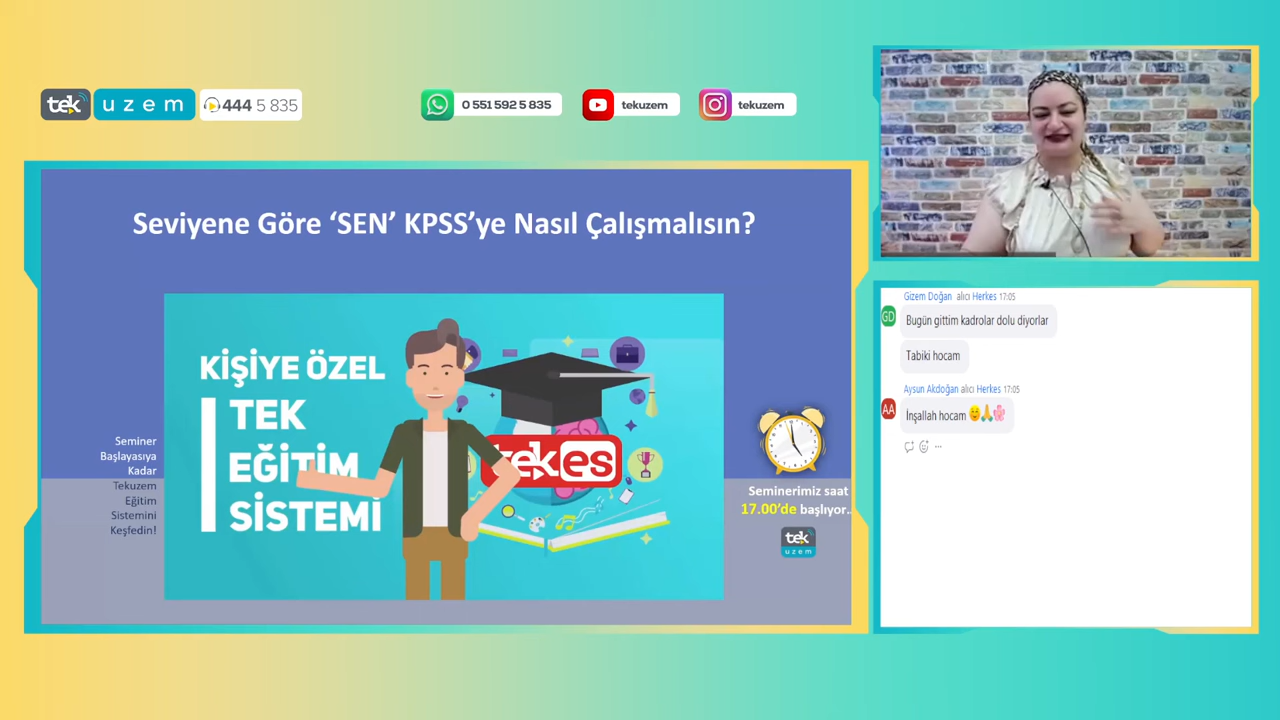 tek uzem 444 5 835
0 551 592 5 835
tekuzem
tekuzem
Seviyene Göre ‘SEN’ KPSS’ye Nasıl Çalışmalısın?
KİŞİYE ÖZEL
TEK
EĞİTİM
SİSTEMİ
tekes
Seminer
Başlayasıya
Kadar
Tekuzem
Eğitim
Sistemini
Keşfedin!
Seminerimiz saat
17.00’de başlıyor..
tek
uzem
Gizem Doğan alıcı Herkes 17:05
GD
Bugün gittim kadrolar dolu diyorlar
Tabiki hocam
Aysun Akdoğan alıcı Herkes 17:05
AA
İnşallah hocam 😊🙏🌸